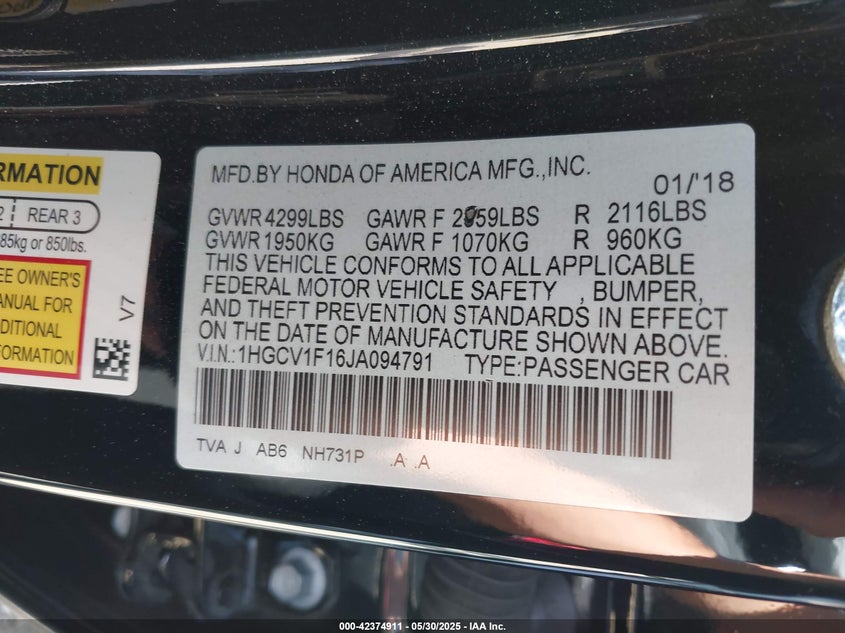 RMATION
2 REAR 3
85kg or 850lbs.
EE OWNER'S
ANUAL FOR
DDITIONAL
FORMATION
V7
MFD.BY HONDA OF AMERICA MFG.,INC.
01/'18
GVWR 4299LBS GAWR F 2359LBS R 2116LBS
GVWR 1950KG GAWR F 1070KG R 960KG
THIS VEHICLE CONFORMS TO ALL APPLICABLE
FEDERAL MOTOR VEHICLE SAFETY , BUMPER,
AND THEFT PREVENTION STANDARDS IN EFFECT
ON THE DATE OF MANUFACTURE SHOWN ABOVE.
V.I.N.:1HGCV1F16JA094791 TYPE:PASSENGER CAR
TVA J AB6 NH731P .A .A
000-42374911 - 05/30/2025 - IAA Inc.